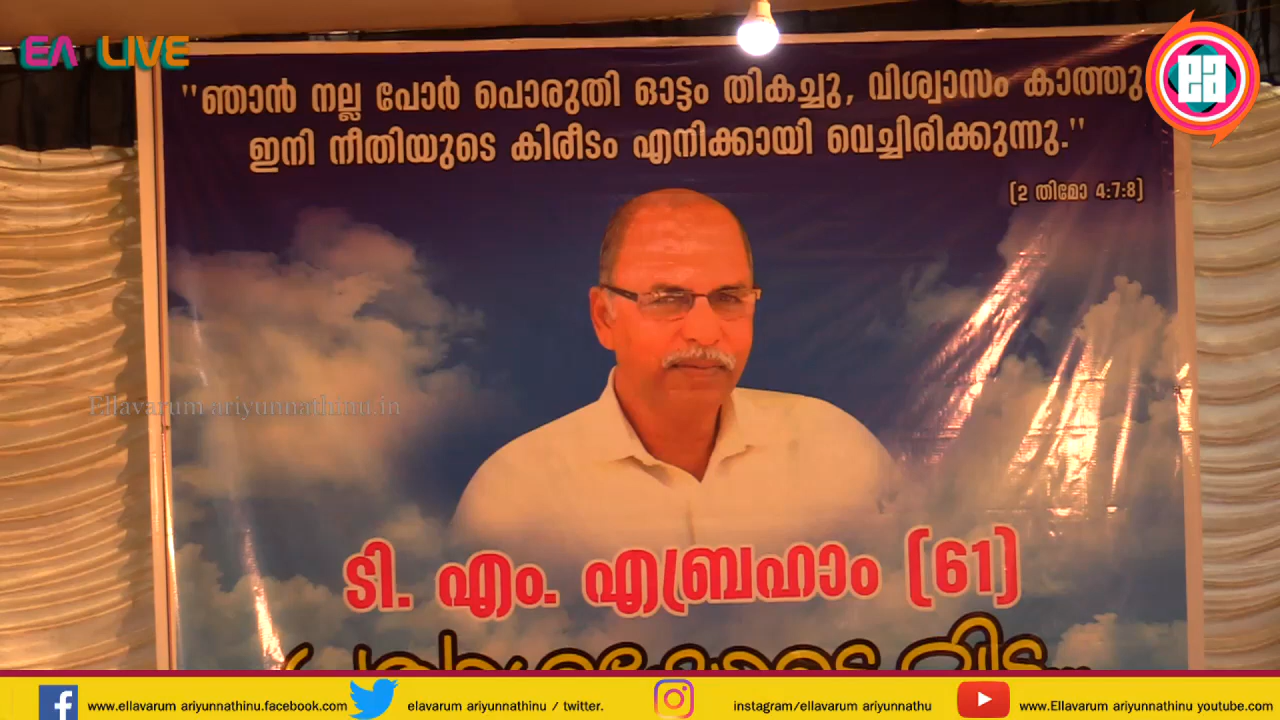 EA LIVE
ea
"ഞാൻ നല്ല പോർ പൊരുതി ഓട്ടം തികച്ചു, വിശ്വാസം കാത്തു
ഇനി നീതിയുടെ കിരീടം എനിക്കായി വെച്ചിരിക്കുന്നു."
(2 തിമോ 4:7:8)
Ellavarum ariyunnathinu.in
ടി. എം. എബ്രഹാം (61)
www.ellavarum ariyunnathinu.facebook.com elavarum ariyunnathinu / twitter. instagram/ellavarum ariyunnathu www.Ellavarum ariyunnathinu youtube.com